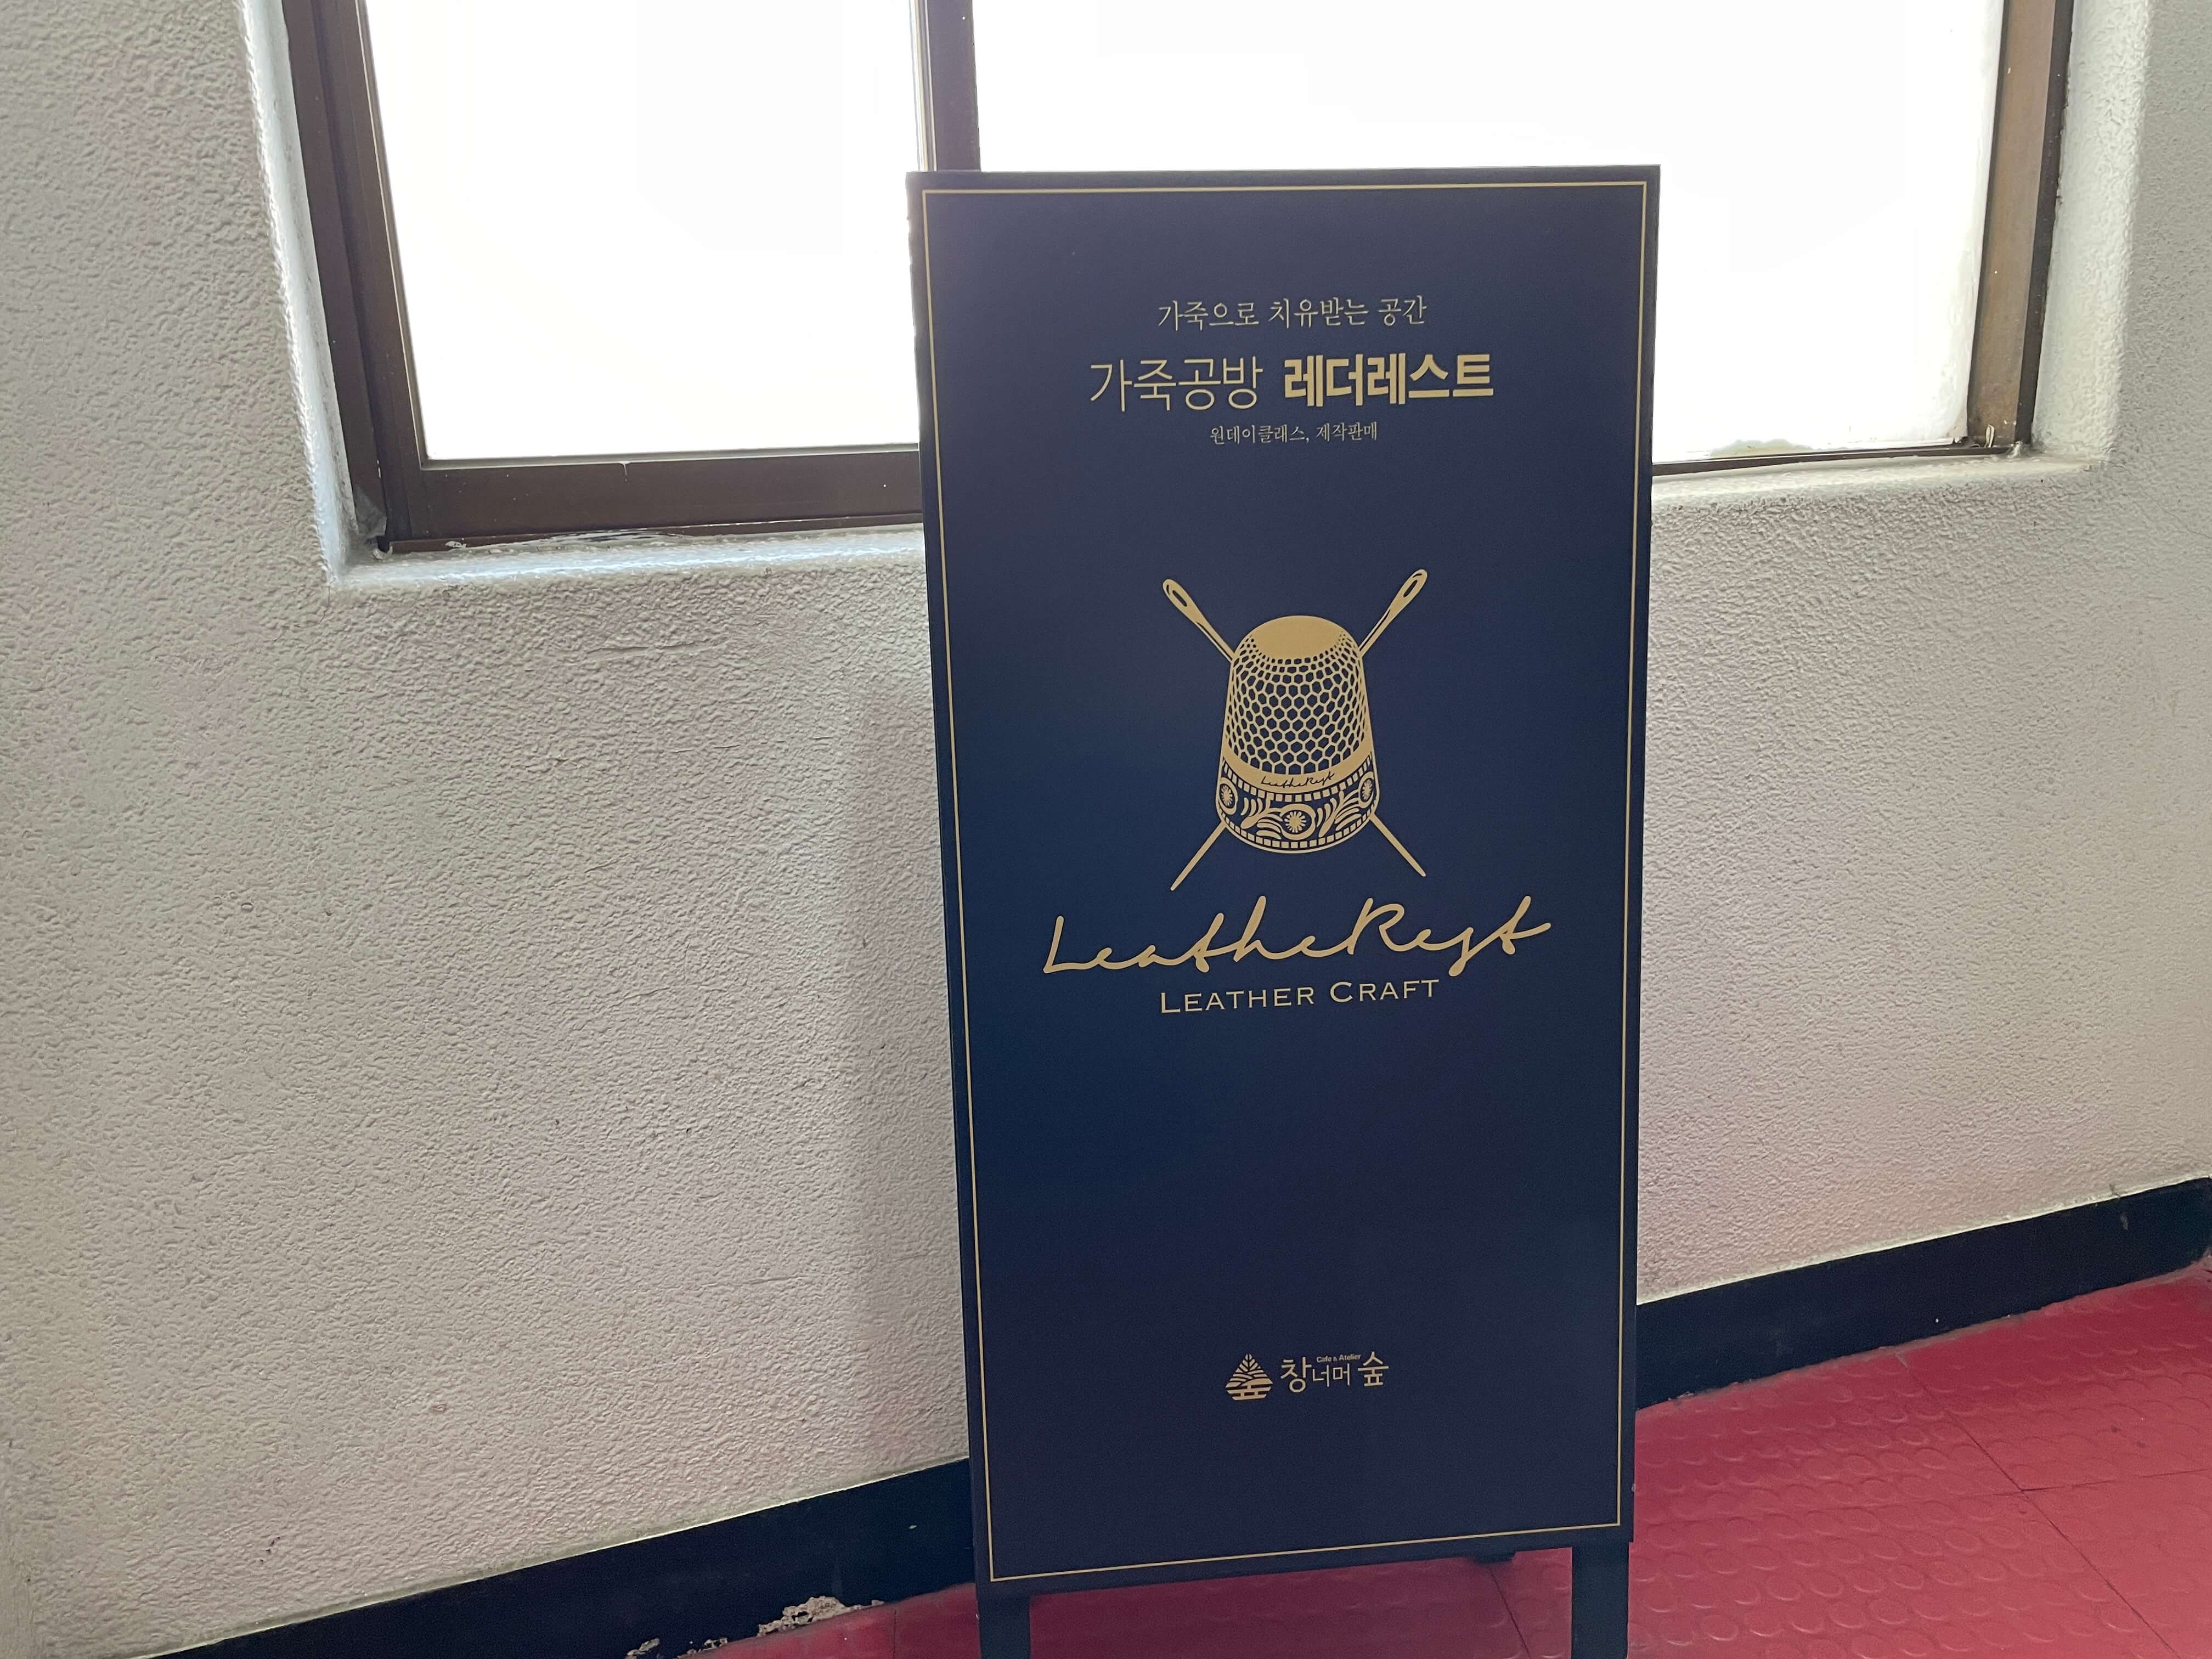 가죽으로 치유받는 공간
가죽공방 레더레스트
원데이클래스, 제작판매
LeatheRest
LeatheRest
LEATHER CRAFT
Cafe & Atelier
창너머 숲